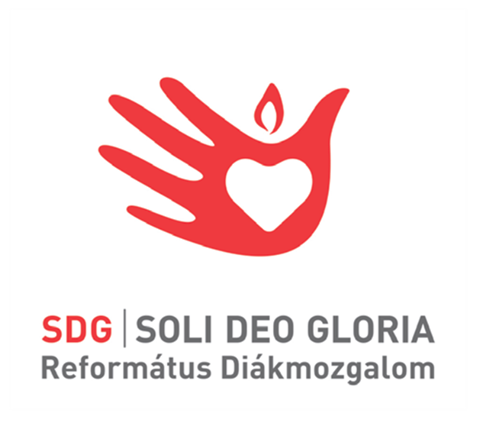 SDG | SOLI DEO GLORIA
Református Diákmozgalom